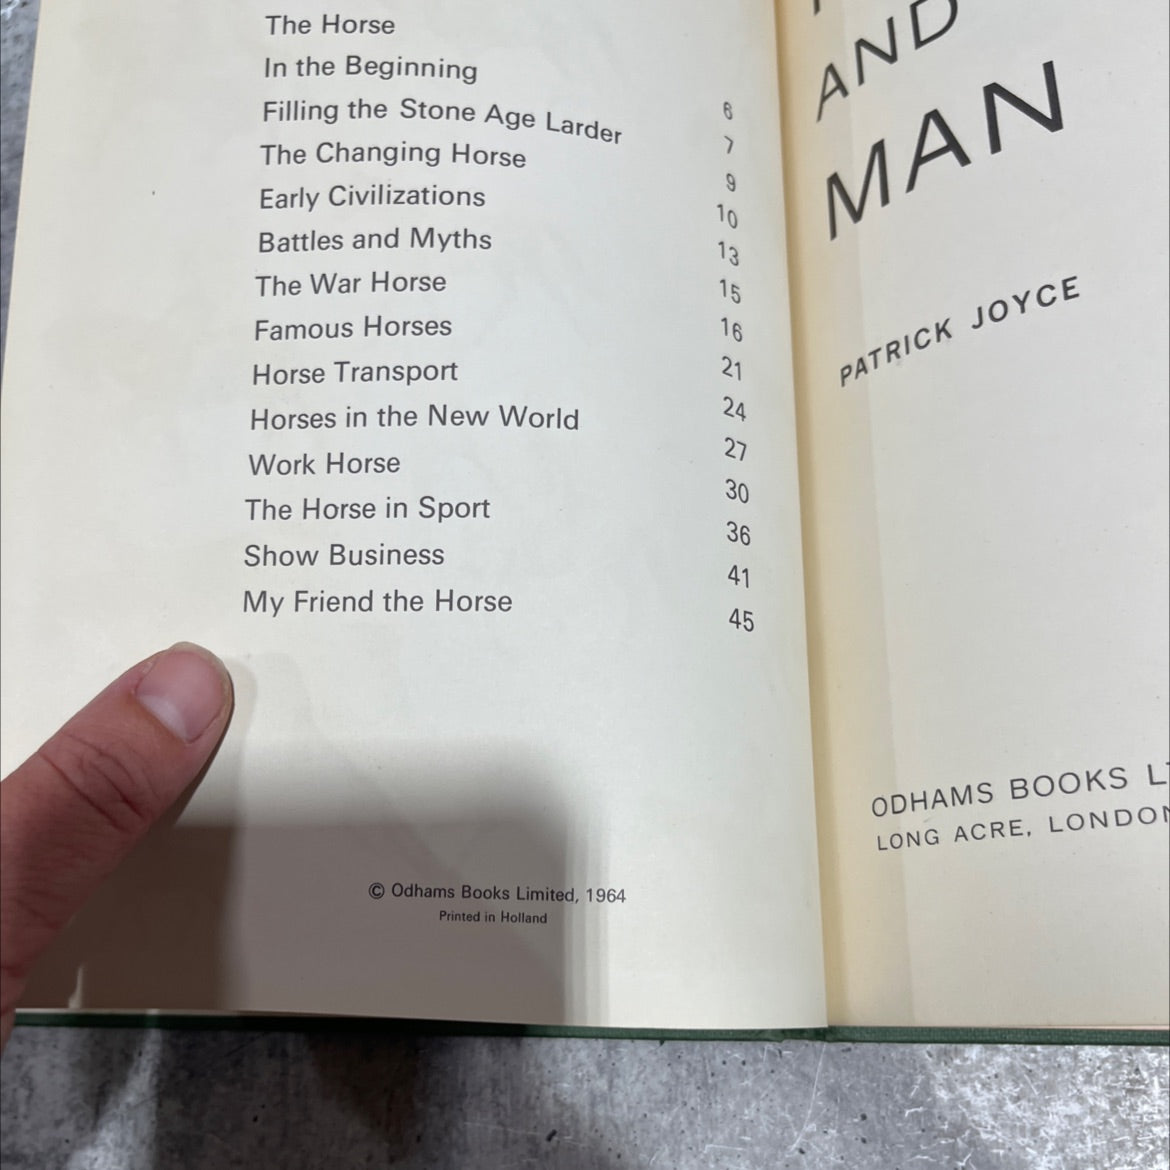 The Horse 6
In the Beginning 7
Filling the Stone Age Larder 9
The Changing Horse 10
Early Civilizations 13
Battles and Myths 15
The War Horse 16
Famous Horses 21
Horse Transport 24
Horses in the New World 27
Work Horse 30
The Horse in Sport 36
Show Business 41
My Friend the Horse 45
© Odhams Books Limited, 1964
Printed in Holland
AND
MAN
PATRICK JOYCE
ODHAMS BOOKS
LONG ACRE, LONDON